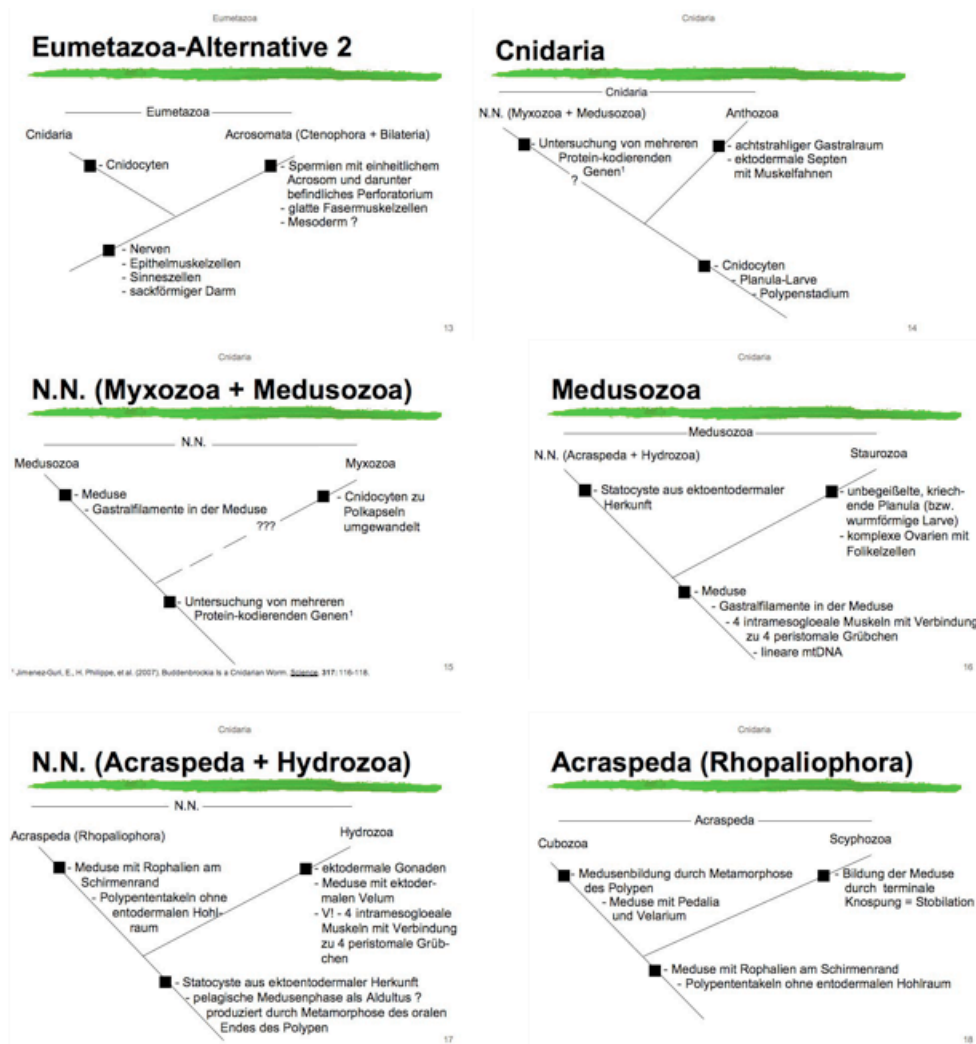 Eumetazoa
Eumetazoa-Alternative 2
Eumetazoa
Cnidaria
Acrosomata (Ctenophora + Bilateria)
- Cnidocyten
- Spermien mit einheitlichem
Acrosom und darunter
befindliches Perforatorium
- glatte Fasermuskelzellen
- Mesoderm ?
- Nerven
- Epithelmuskelzellen
- Sinneszellen
- sackförmiger Darm
13
Cnidaria
Cnidaria
Cnidaria
N.N. (Myxozoa + Medusozoa)
Anthozoa
- Untersuchung von mehreren
Protein-kodierenden
Genen¹
?
- achtstrahliger Gastralraum
- ektodermale Septen
mit Muskelfahnen
- Cnidocyten
- Planula-Larve
- Polypenstadium
14
Cnidaria
N.N. (Myxozoa + Medusozoa)
N.N.
Medusozoa
Myxozoa
- Meduse
- Gastralfilamente in der Meduse
???
- Cnidocyten zu
Polkapseln
umgewandelt
- Untersuchung von mehreren
Protein-kodierenden Genen¹
¹ Jimenez-Guri, E., H. Philippe, et al. (2007). Buddenbrockia Is a Cnidarian Worm. Science. 317: 116-118.
15
Cnidaria
Medusozoa
Medusozoa
N.N. (Acraspeda + Hydrozoa)
Staurozoa
- Statocyste aus ektoentodermaler
Herkunft
- unbegeißelte, kriech-
ende Planula (bzw.
wurmförmige Larve)
- komplexe Ovarien mit
Folikelzellen
- Meduse
- Gastralfilamente in der Meduse
- 4 intramesogloeale Muskeln mit Verbindung
zu 4 peristomale Grübchen
- lineare mtDNA
16
Cnidaria
N.N. (Acraspeda + Hydrozoa)
N.N.
Acraspeda (Rhopaliophora)
Hydrozoa
- Meduse mit Rophalien am
Schirmenrand
- Polypententakeln ohne
entodermalen Hohl-
raum
- ektodermale Gonaden
- Meduse mit ektoder-
malen Velum
- V! - 4 intramesogloeale
Muskeln mit Verbindung
zu 4 peristomale Grüb-
chen
- Statocyste aus ektoentodermaler Herkunft
- pelagische Medusenphase als Aldultus ?
produziert durch Metamorphose des oralen
Endes des Polypen
17
Cnidaria
Acraspeda (Rhopaliophora)
Acraspeda
Cubozoa
Scyphozoa
- Medusenbildung durch Metamorphose
des Polypen
- Meduse mit Pedalia
und Velarium
- Bildung der Meduse
durch terminale
Knospung = Stobilation
- Meduse mit Rophalien am Schirmenrand
- Polypententakeln ohne entodermalen Hohlraum
18